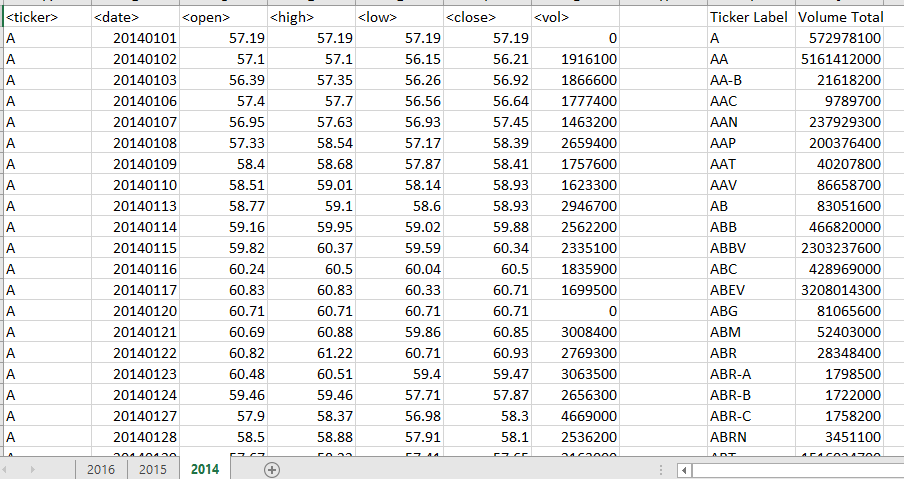 <ticker> <date> <open> <high> <low> <close> <vol> Ticker Label Volume Total
A 20140101 57.19 57.19 57.19 57.19 0 A 572978100
A 20140102 57.1 57.1 56.15 56.21 1916100 AA 5161412000
A 20140103 56.39 57.35 56.26 56.92 1866600 AA-B 21618200
A 20140106 57.4 57.7 56.56 56.64 1777400 AAC 9789700
A 20140107 56.95 57.63 56.93 57.45 1463200 AAN 237929300
A 20140108 57.33 58.54 57.17 58.39 2659400 AAP 200376400
A 20140109 58.4 58.68 57.87 58.41 1757600 AAT 40207800
A 20140110 58.51 59.01 58.14 58.93 1623300 AAV 86658700
A 20140113 58.77 59.1 58.6 58.93 2946700 AB 83051600
A 20140114 59.16 59.95 59.02 59.88 2562200 ABB 466820000
A 20140115 59.82 60.37 59.59 60.34 2335100 ABBV 2303237600
A 20140116 60.24 60.5 60.04 60.5 1835900 ABC 428969000
A 20140117 60.83 60.83 60.33 60.71 1699500 ABEV 3208014300
A 20140120 60.71 60.71 60.71 60.71 0 ABG 81065600
A 20140121 60.69 60.88 59.86 60.85 3008400 ABM 52403000
A 20140122 60.82 61.22 60.71 60.93 2769300 ABR 28348400
A 20140123 60.48 60.51 59.4 59.47 3063500 ABR-A 1798500
A 20140124 59.46 59.46 57.71 57.87 2656300 ABR-B 1722000
A 20140127 57.9 58.37 56.98 58.3 4669000 ABR-C 1758200
A 20140128 58.5 58.88 57.91 58.1 2536200 ABRN 3451100
2016 2015 2014